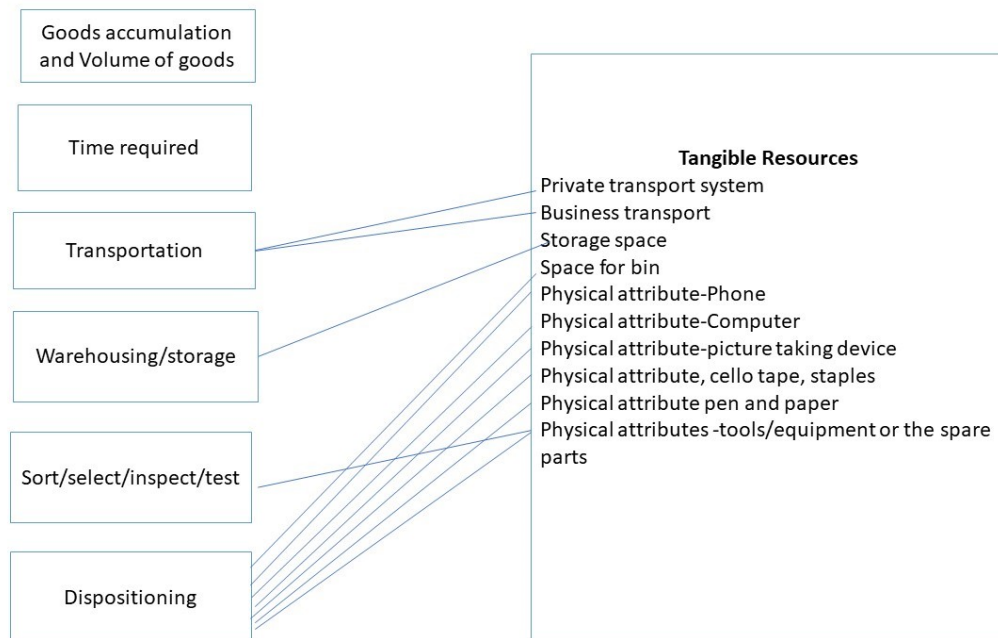 Goods accumulation
and Volume of goods
Time required
Transportation
Warehousing/storage
Sort/select/inspect/test
Dispositioning
Tangible Resources
Private transport system
Business transport
Storage space
Space for bin
Physical attribute-Phone
Physical attribute-Computer
Physical attribute-picture taking device
Physical attribute, cello tape, staples
Physical attribute pen and paper
Physical attributes -tools/equipment or the spare
parts